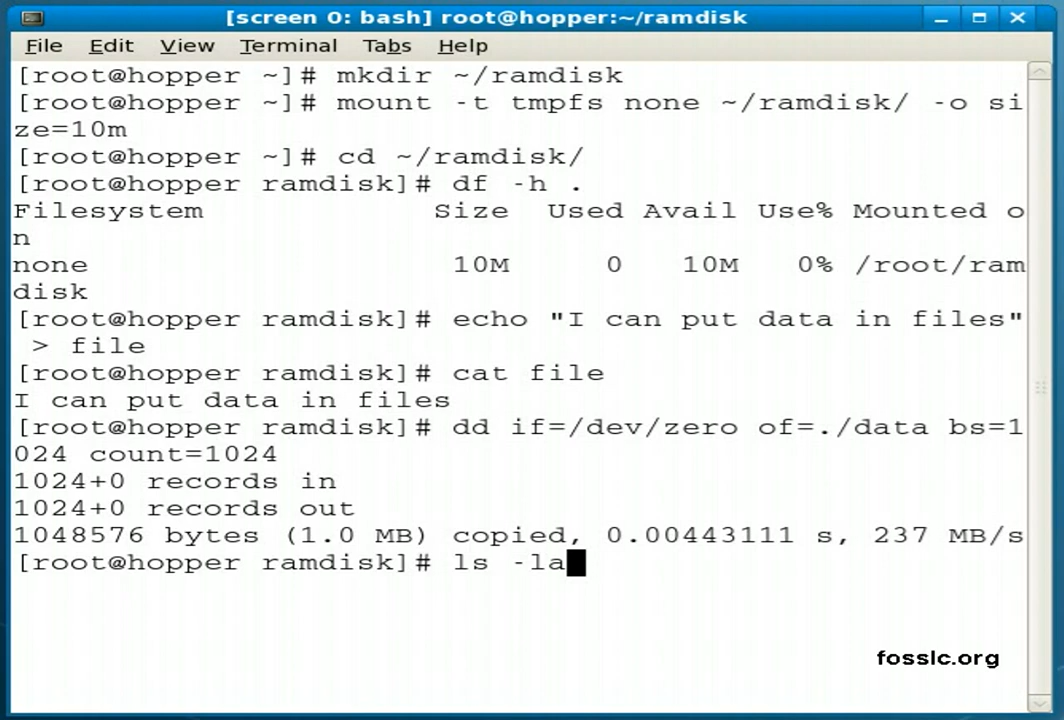 [screen 0: bash] root@hopper:~/ramdisk
File Edit View Terminal Tabs Help
[root@hopper ~]# mkdir ~/ramdisk
[root@hopper ~]# mount -t tmpfs none ~/ramdisk/ -o si
ze=10m
[root@hopper ~]# cd ~/ramdisk/
[root@hopper ramdisk]# df -h .
Filesystem Size Used Avail Use% Mounted o
n
none 10M 0 10M 0% /root/ram
disk
[root@hopper ramdisk]# echo "I can put data in files"
> file
[root@hopper ramdisk]# cat file
I can put data in files
[root@hopper ramdisk]# dd if=/dev/zero of=./data bs=1
024 count=1024
1024+0 records in
1024+0 records out
1048576 bytes (1.0 MB) copied, 0.00443111 s, 237 MB/s
[root@hopper ramdisk]# ls -la
fosslc.org